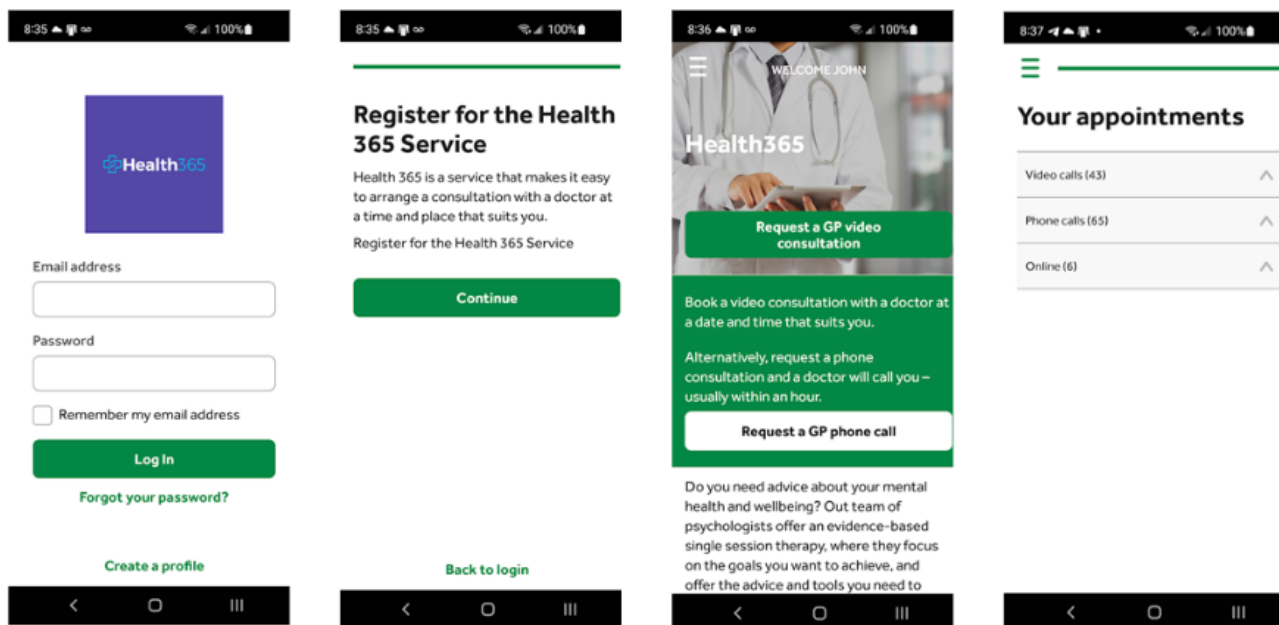 8:35
100%
Health365
Email address
Password
Remember my email address
Log In
Forgot your password?
Create a profile
8:35
100%
Register for the Health
365 Service
Health 365 is a service that makes it easy
to arrange a consultation with a doctor at
a time and place that suits you.
Register for the Health 365 Service
Continue
Back to login
8:36
100%
WELCOME JOHN
Health365
Request a GP video
consultation
Book a video consultation with a doctor at
a date and time that suits you.
Alternatively, request a phone
consultation and a doctor will call you –
usually within an hour.
Request a GP phone call
Do you need advice about your mental
health and wellbeing? Out team of
psychologists offer an evidence-based
single session therapy, where they focus
on the goals you want to achieve, and
offer the advice and tools you need to
8:37
100%
Your appointments
Video calls (43)
Phone calls (65)
Online (6)